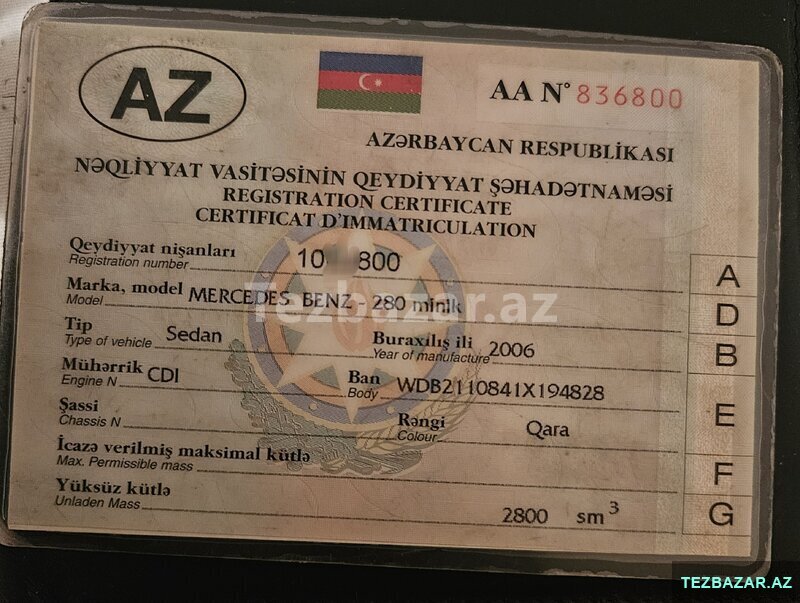 AZ
AA N° 836800
AZƏRBAYCAN RESPUBLİKASI
NƏQLİYYAT VASİTƏSİNİN QEYDİYYAT ŞƏHADƏTNAMƏSİ
REGISTRATION CERTIFICATE
CERTIFICAT D'IMMATRICULATION
Qeydiyyat nişanları
Registration number 10 800
A
Marka, model MERCEDES BENZ - 280 minik
Model
D
Tezbazar.az
Tip Sedan Buraxılış ili 2006
Type of vehicle Year of manufacture
B
Mühərrik CDI Ban WDB2110841X194828
Engine N Body
E
Şassi Rəngi Qara
Chassis N Colour
İcazə verilmiş maksimal kütlə
Max. Permissible mass
F
Yüksüz kütlə
Unladen Mass 2800 sm³
G
TEZBAZAR.AZ